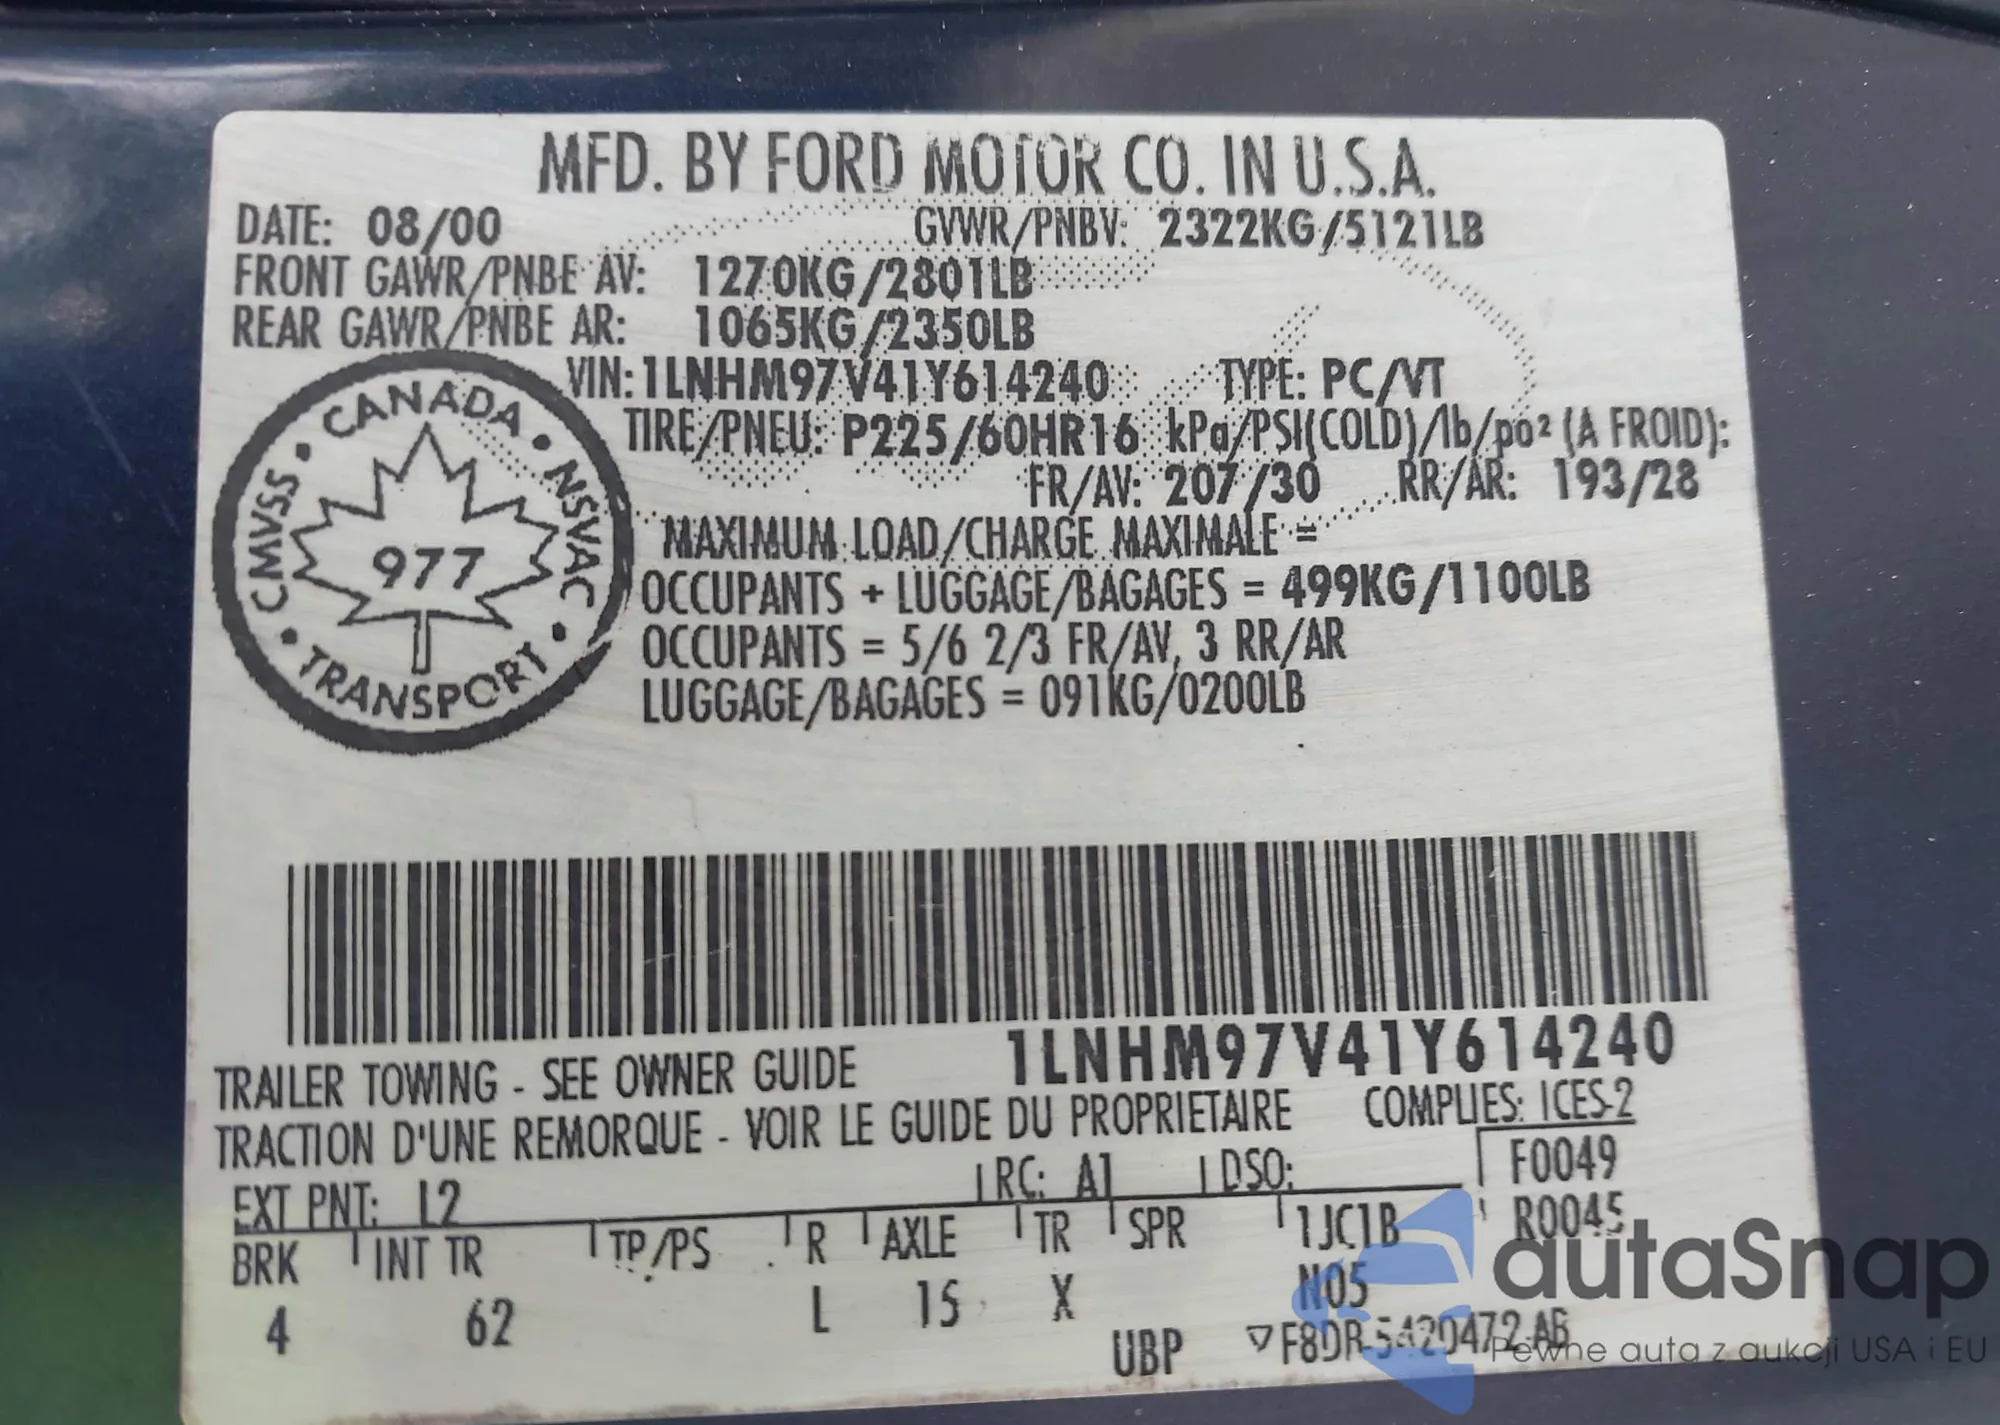 MFD. BY FORD MOTOR CO. IN U.S.A.
DATE: 08/00 GVWR/PNBV: 2322KG/5121LB
FRONT GAWR/PNBE AV: 1270KG/2801LB
REAR GAWR/PNBE AR: 1065KG/2350LB
VIN: 1LNHM97V41Y614240 TYPE: PC/VT
TIRE/PNEU: P225/60HR16 kPa/PSI(COLD)/lb/po² (A FROID):
FR/AV: 207/30 RR/AR: 193/28
MAXIMUM LOAD/CHARGE MAXIMALE =
OCCUPANTS + LUGGAGE/BAGAGES = 499KG/1100LB
OCCUPANTS = 5/6 2/3 FR/AV, 3 RR/AR
LUGGAGE/BAGAGES = 091KG/0200LB
CANADA • NSVAC • TRANSPORT • CMVSS •
977
1LNHM97V41Y614240
TRAILER TOWING - SEE OWNER GUIDE
TRACTION D'UNE REMORQUE - VOIR LE GUIDE DU PROPRIETAIRE
COMPLIES: ICES-2
EXT PNT: L2 RC: A1 DSO: F0049
R0045
BRK INT TR TP/PS R AXLE TR SPR 1JC1B
4 62 L 15 X N05
UBP F8DR-5420472-AB
autaSnap
Pewne auta z aukcji USA i EU